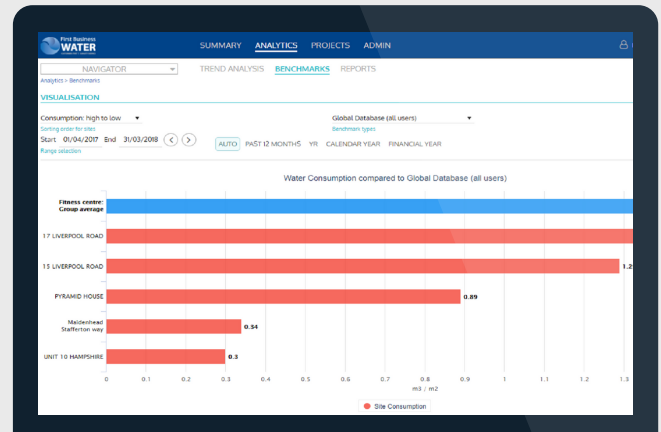 First Business
WATER
SUMMARY ANALYTICS PROJECTS ADMIN
NAVIGATOR
TREND ANALYSIS BENCHMARKS REPORTS
Analytics > Benchmarks
VISUALISATION
Consumption: high to low
Global Database (all users)
Sorting order for sites
Benchmark types
Start 01/04/2017 End 31/03/2018
AUTO PAST 12 MONTHS YR CALENDAR YEAR FINANCIAL YEAR
Range selection
Water Consumption compared to Global Database (all users)
Fitness centre:
Group average
17 LIVERPOOL ROAD
15 LIVERPOOL ROAD
1.2
PYRAMID HOUSE
0.89
Maidenhead
Stafferton way
0.34
UNIT 10 HAMPSHIRE
0.3
0 0.1 0.2 0.3 0.4 0.5 0.6 0.7 0.8 0.9 1 1.1 1.2 1.3
m3 / m2
Site Consumption